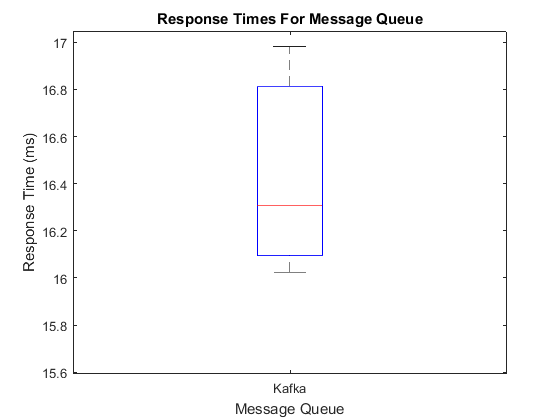 Response Times For Message Queue
17
16.8
16.6
16.4
16.2
16
15.8
15.6
Response Time (ms)
Kafka
Message Queue